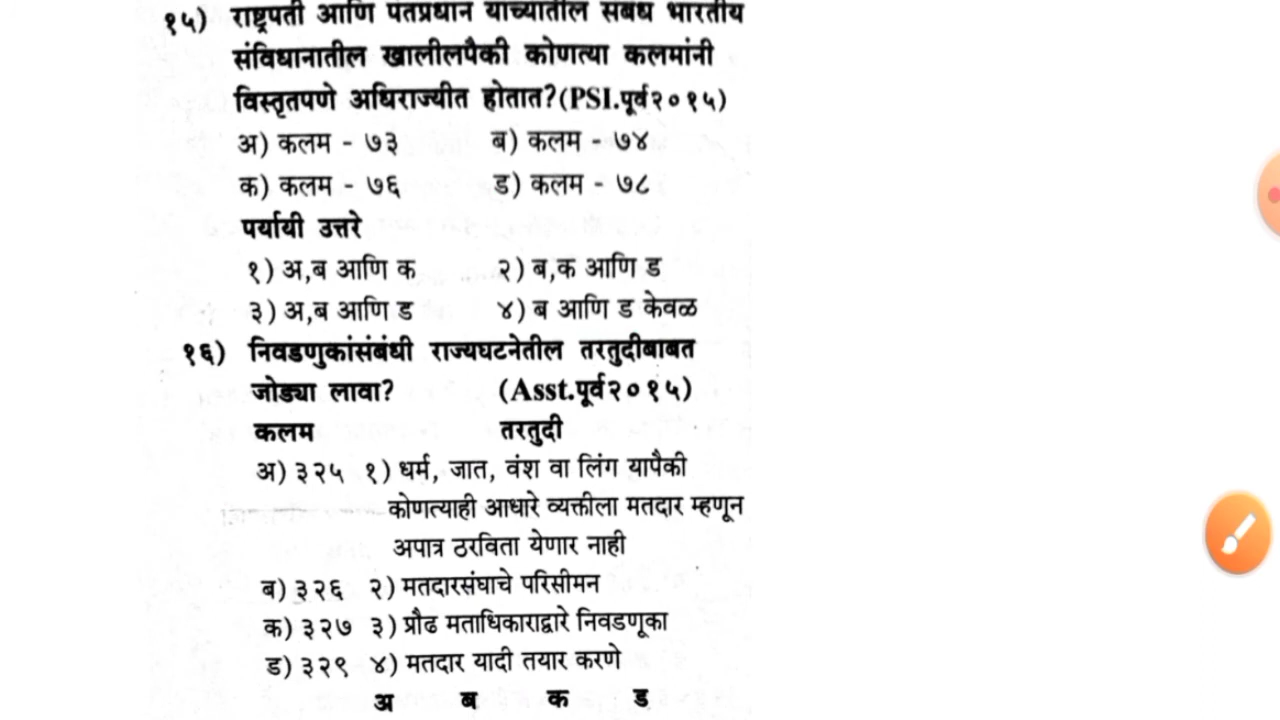 १५) राष्ट्रपती आणि पंतप्रधान यांच्यातील संबंध भारतीय
संविधानातील खालीलपैकी कोणत्या कलमांनी
विस्तृतपणे अधिराज्यीत होतात?(PSI.पूर्व२०१५)
अ) कलम - ७३ ब) कलम - ७४
क) कलम - ७६ ड) कलम - ७८
पर्यायी उत्तरे
१) अ,ब आणि क २) ब,क आणि ड
३) अ,ब आणि ड ४) ब आणि ड केवळ
१६) निवडणुकांसंबंधी राज्यघटनेतील तरतुदीबाबत
जोड्या लावा? (Asst.पूर्व२०१५)
कलम तरतुदी
अ) ३२५ १) धर्म, जात, वंश वा लिंग यापैकी
कोणत्याही आधारे व्यक्तीला मतदार म्हणून
अपात्र ठरविता येणार नाही
ब) ३२६ २) मतदारसंघाचे परिसीमन
क) ३२७ ३) प्रौढ मताधिकाराद्वारे निवडणूका
ड) ३२९ ४) मतदार यादी तयार करणे
अ ब क ड